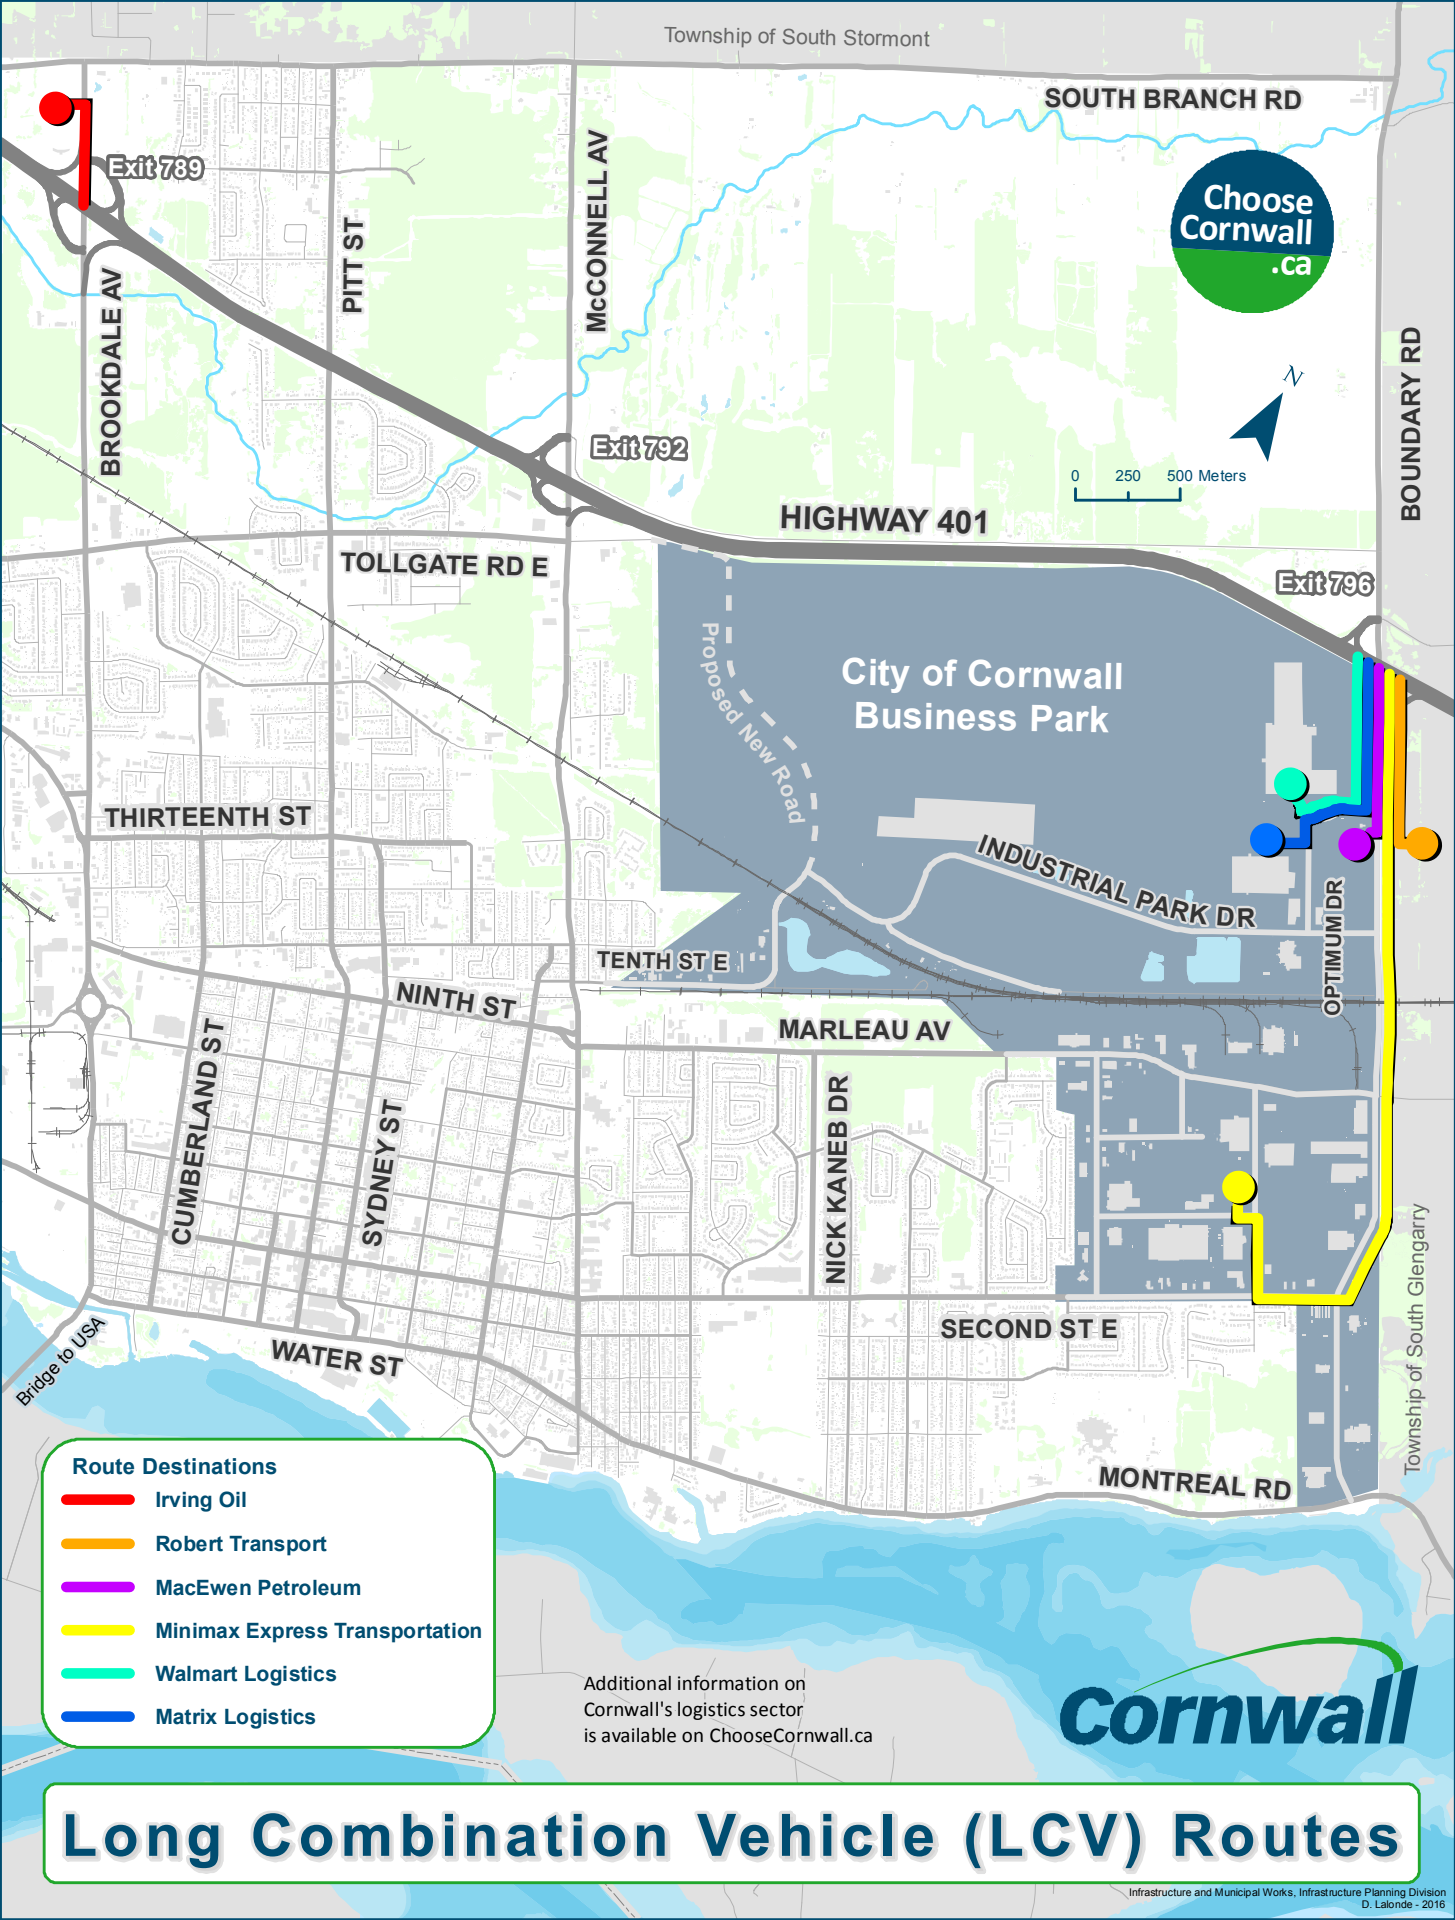 Township of South Stormont
SOUTH BRANCH RD
Exit 789
McCONNELL AV
Choose
Cornwall
.ca
PITT ST
BROOKDALE AV
BOUNDARY RD
N
Exit 792
0 250 500 Meters
HIGHWAY 401
TOLLGATE RD E
Exit 796
Proposed New Road
City of Cornwall
Business Park
THIRTEENTH ST
INDUSTRIAL PARK DR
OPTIMUM DR
TENTH ST E
NINTH ST
MARLEAU AV
CUMBERLAND ST
SYDNEY ST
NICK KANEB DR
Township of South Glengarry
SECOND ST E
Bridge to USA
WATER ST
MONTREAL RD
Route Destinations
Irving Oil
Robert Transport
MacEwen Petroleum
Minimax Express Transportation
Walmart Logistics
Matrix Logistics
Additional information on
Cornwall's logistics sector
is available on ChooseCornwall.ca
Cornwall
Long Combination Vehicle (LCV) Routes
Infrastructure and Municipal Works, Infrastructure Planning Division
D. Lalonde - 2016